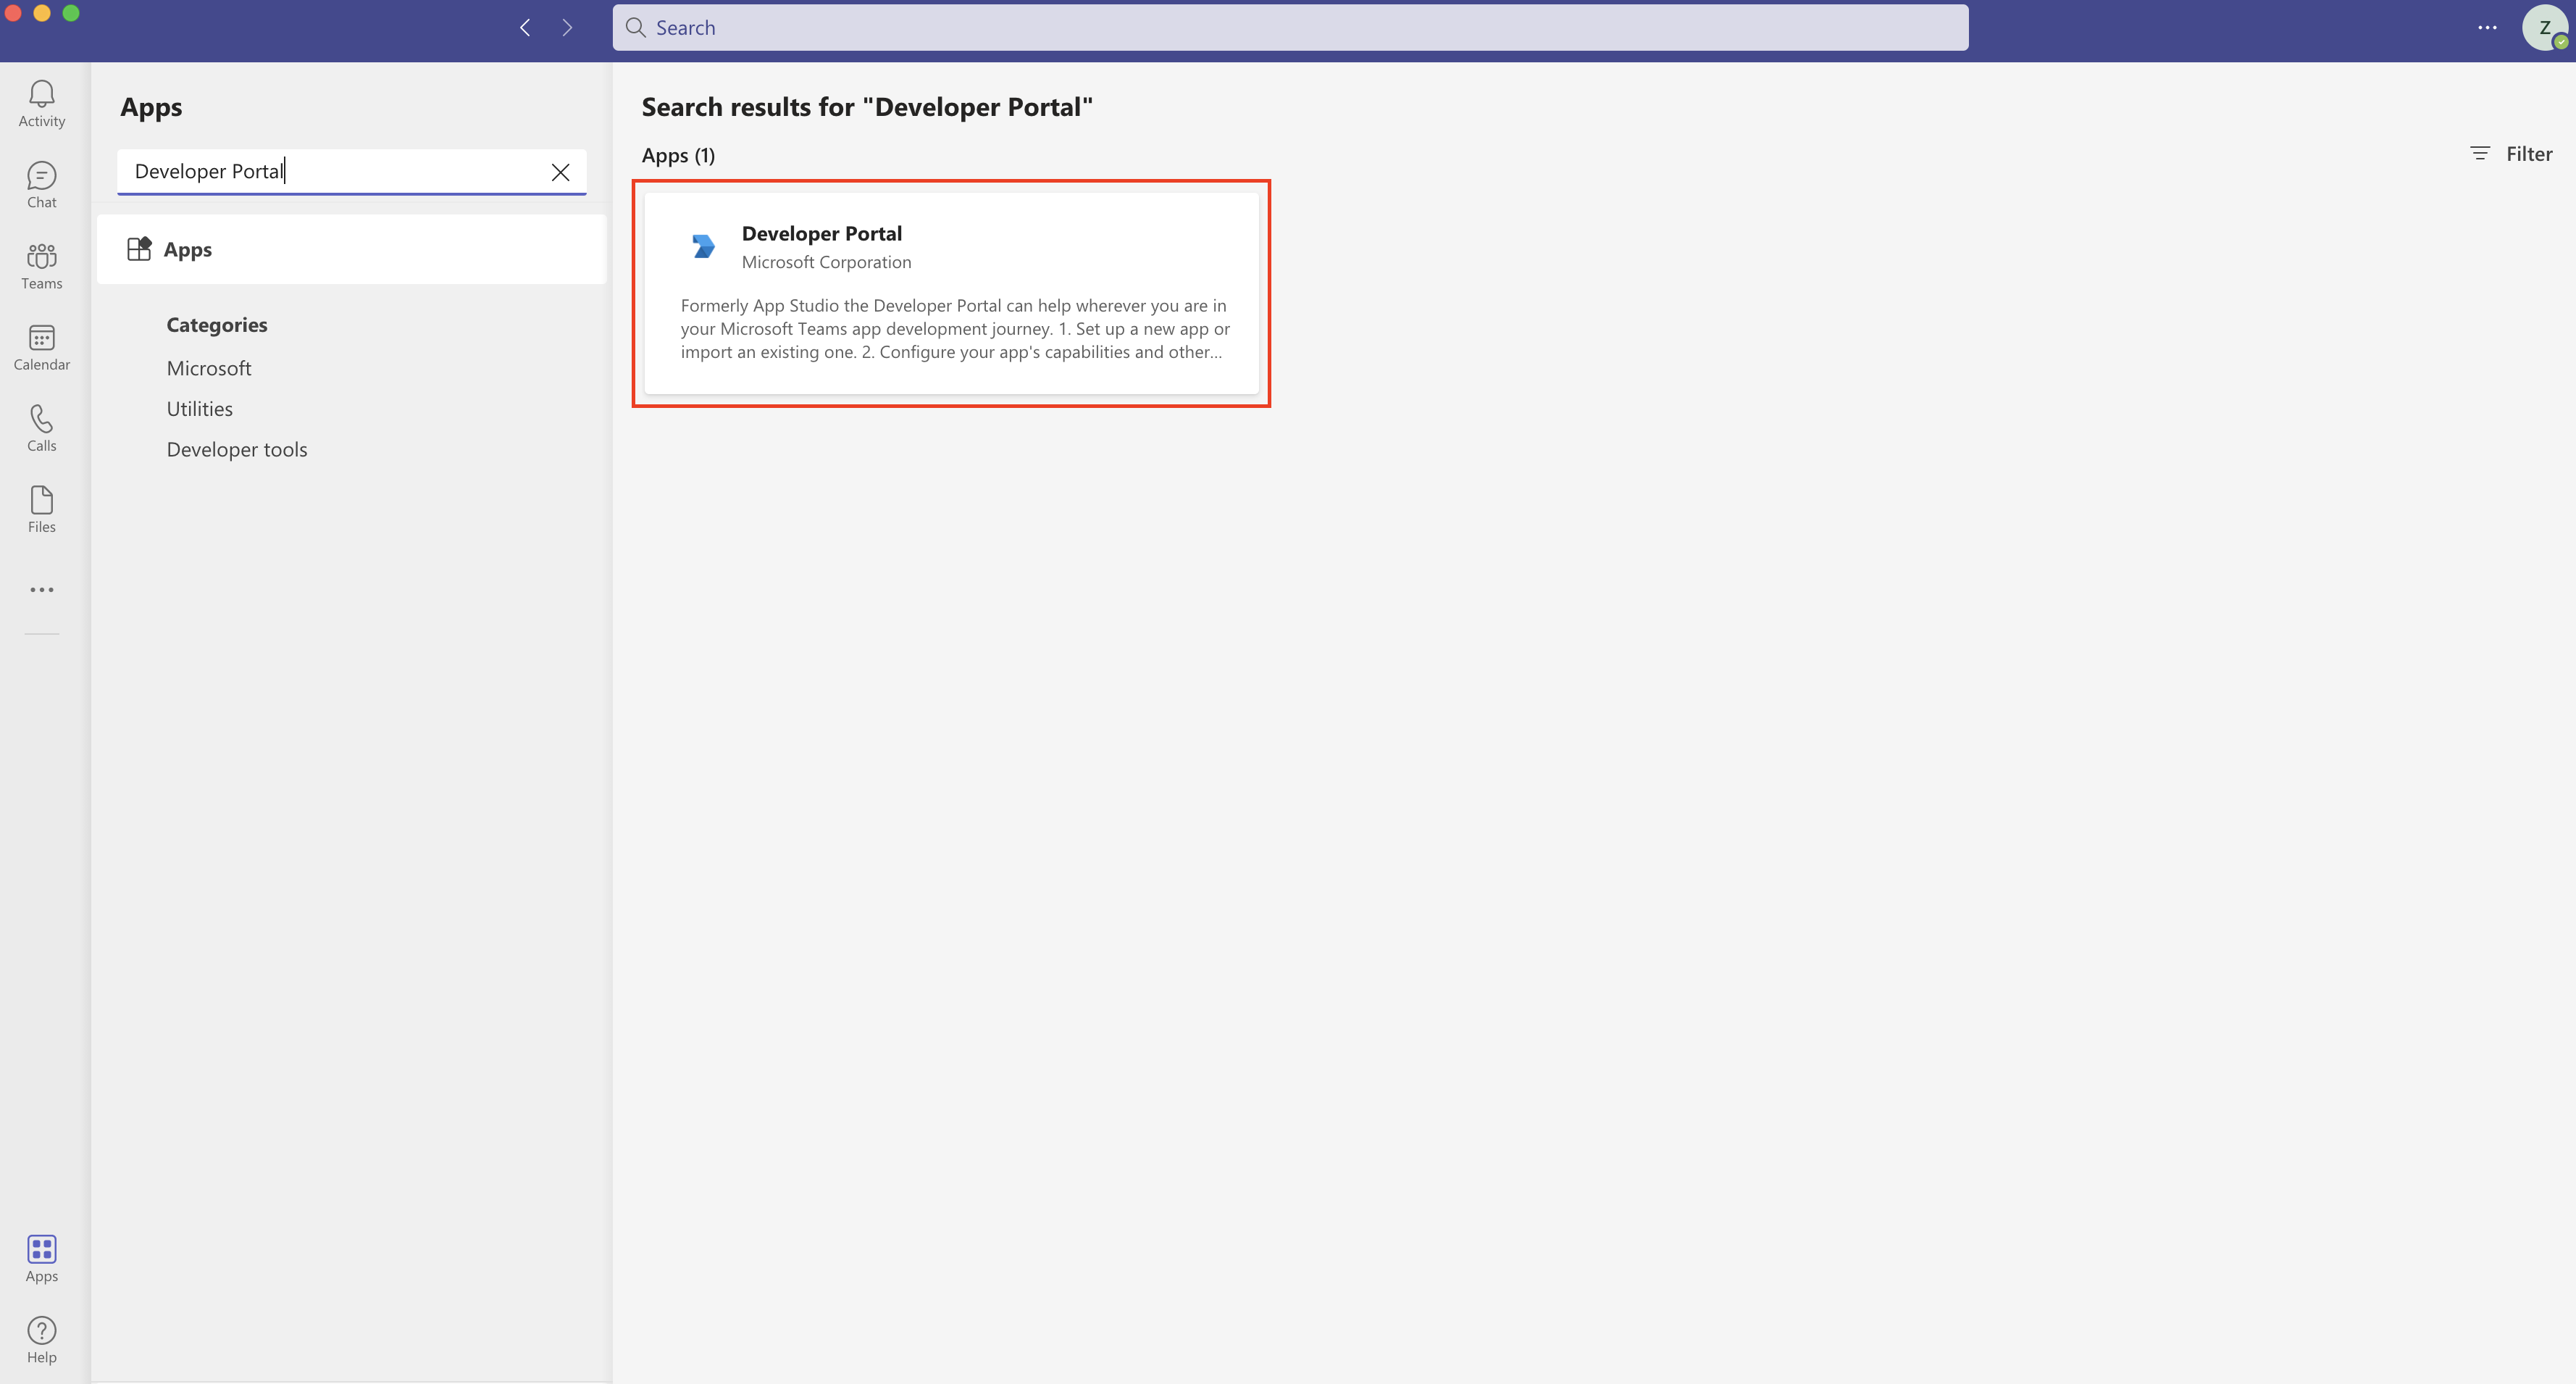 Search
Z
Activity
Chat
Teams
Calendar
Calls
Files
Apps
Help
Apps
Developer Portal
Apps
Categories
Microsoft
Utilities
Developer tools
Search results for "Developer Portal"
Apps (1)
Filter
Developer Portal
Microsoft Corporation
Formerly App Studio the Developer Portal can help wherever you are in
your Microsoft Teams app development journey. 1. Set up a new app or
import an existing one. 2. Configure your app's capabilities and other...